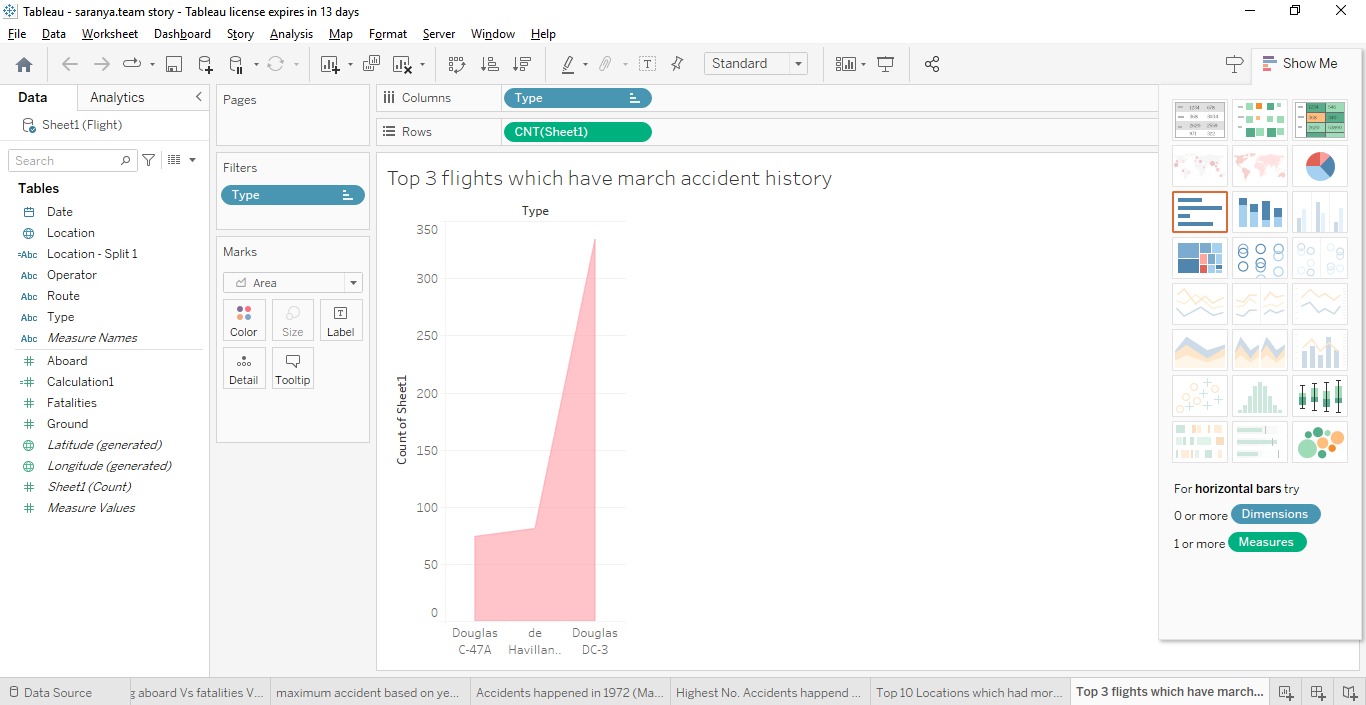 Tableau - saranya.team story - Tableau license expires in 13 days
File Data Worksheet Dashboard Story Analysis Map Format Server Window Help
Standard
Show Me
Data Analytics
Sheet1 (Flight)
Search
Tables
Date
Location
=Abc Location - Split 1
Abc Operator
Abc Route
Abc Type
Abc Measure Names
Aboard
Calculation1
Fatalities
Ground
Latitude (generated)
Longitude (generated)
Sheet1 (Count)
Measure Values
Pages
Filters
Type
Marks
Area
Color Size Label
Detail Tooltip
Columns Type
Rows CNT(Sheet1)
Top 3 flights which have march accident history
Type
350
300
250
200
150
100
50
0
Count of Sheet1
Douglas C-47A
de Havillan..
Douglas DC-3
For horizontal bars try
0 or more Dimensions
1 or more Measures
Data Source
g aboard Vs fatalities V...
maximum accident based on ye...
Accidents happened in 1972 (Ma...
Highest No. Accidents happend ...
Top 10 Locations which had mor...
Top 3 flights which have march...